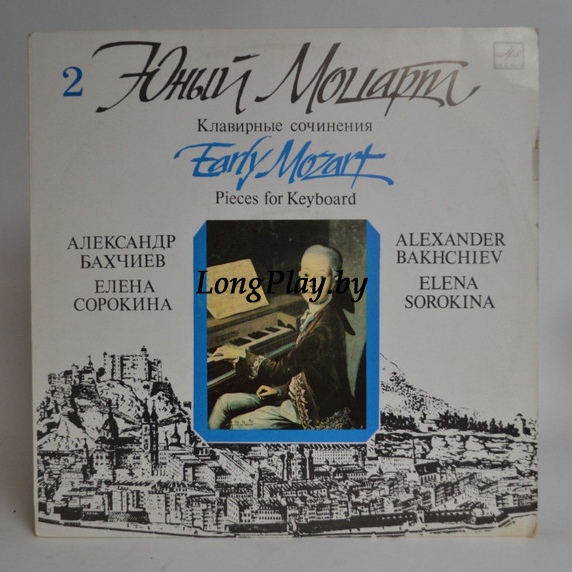 2
Юный Моцарт
Клавирные сочинения
Early Mozart
Pieces for Keyboard
АЛЕКСАНДР
БАХЧИЕВ
ЕЛЕНА
СОРОКИНА
ALEXANDER
BAKHCHIEV
ELENA
SOROKINA
LongPlay.by